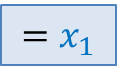 = x₁